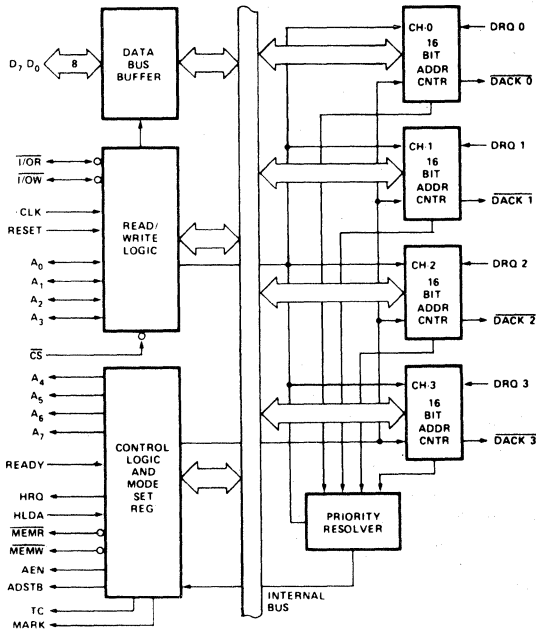 D₇ D₀
8
DATA
BUS
BUFFER
I/OR
I/OW
CLK
RESET
A₀
A₁
A₂
A₃
CS
READ/
WRITE
LOGIC
A₄
A₅
A₆
A₇
READY
HRQ
HLDA
MEMR
MEMW
AEN
ADSTB
TC
MARK
CONTROL
LOGIC
AND
MODE
SET
REG
INTERNAL
BUS
CH-0
16
BIT
ADDR
CNTR
DRQ 0
DACK 0
CH-1
16
BIT
ADDR
CNTR
DRQ 1
DACK 1
CH-2
16
BIT
ADDR
CNTR
DRQ 2
DACK 2
CH-3
16
BIT
ADDR
CNTR
DRQ 3
DACK 3
PRIORITY
RESOLVER